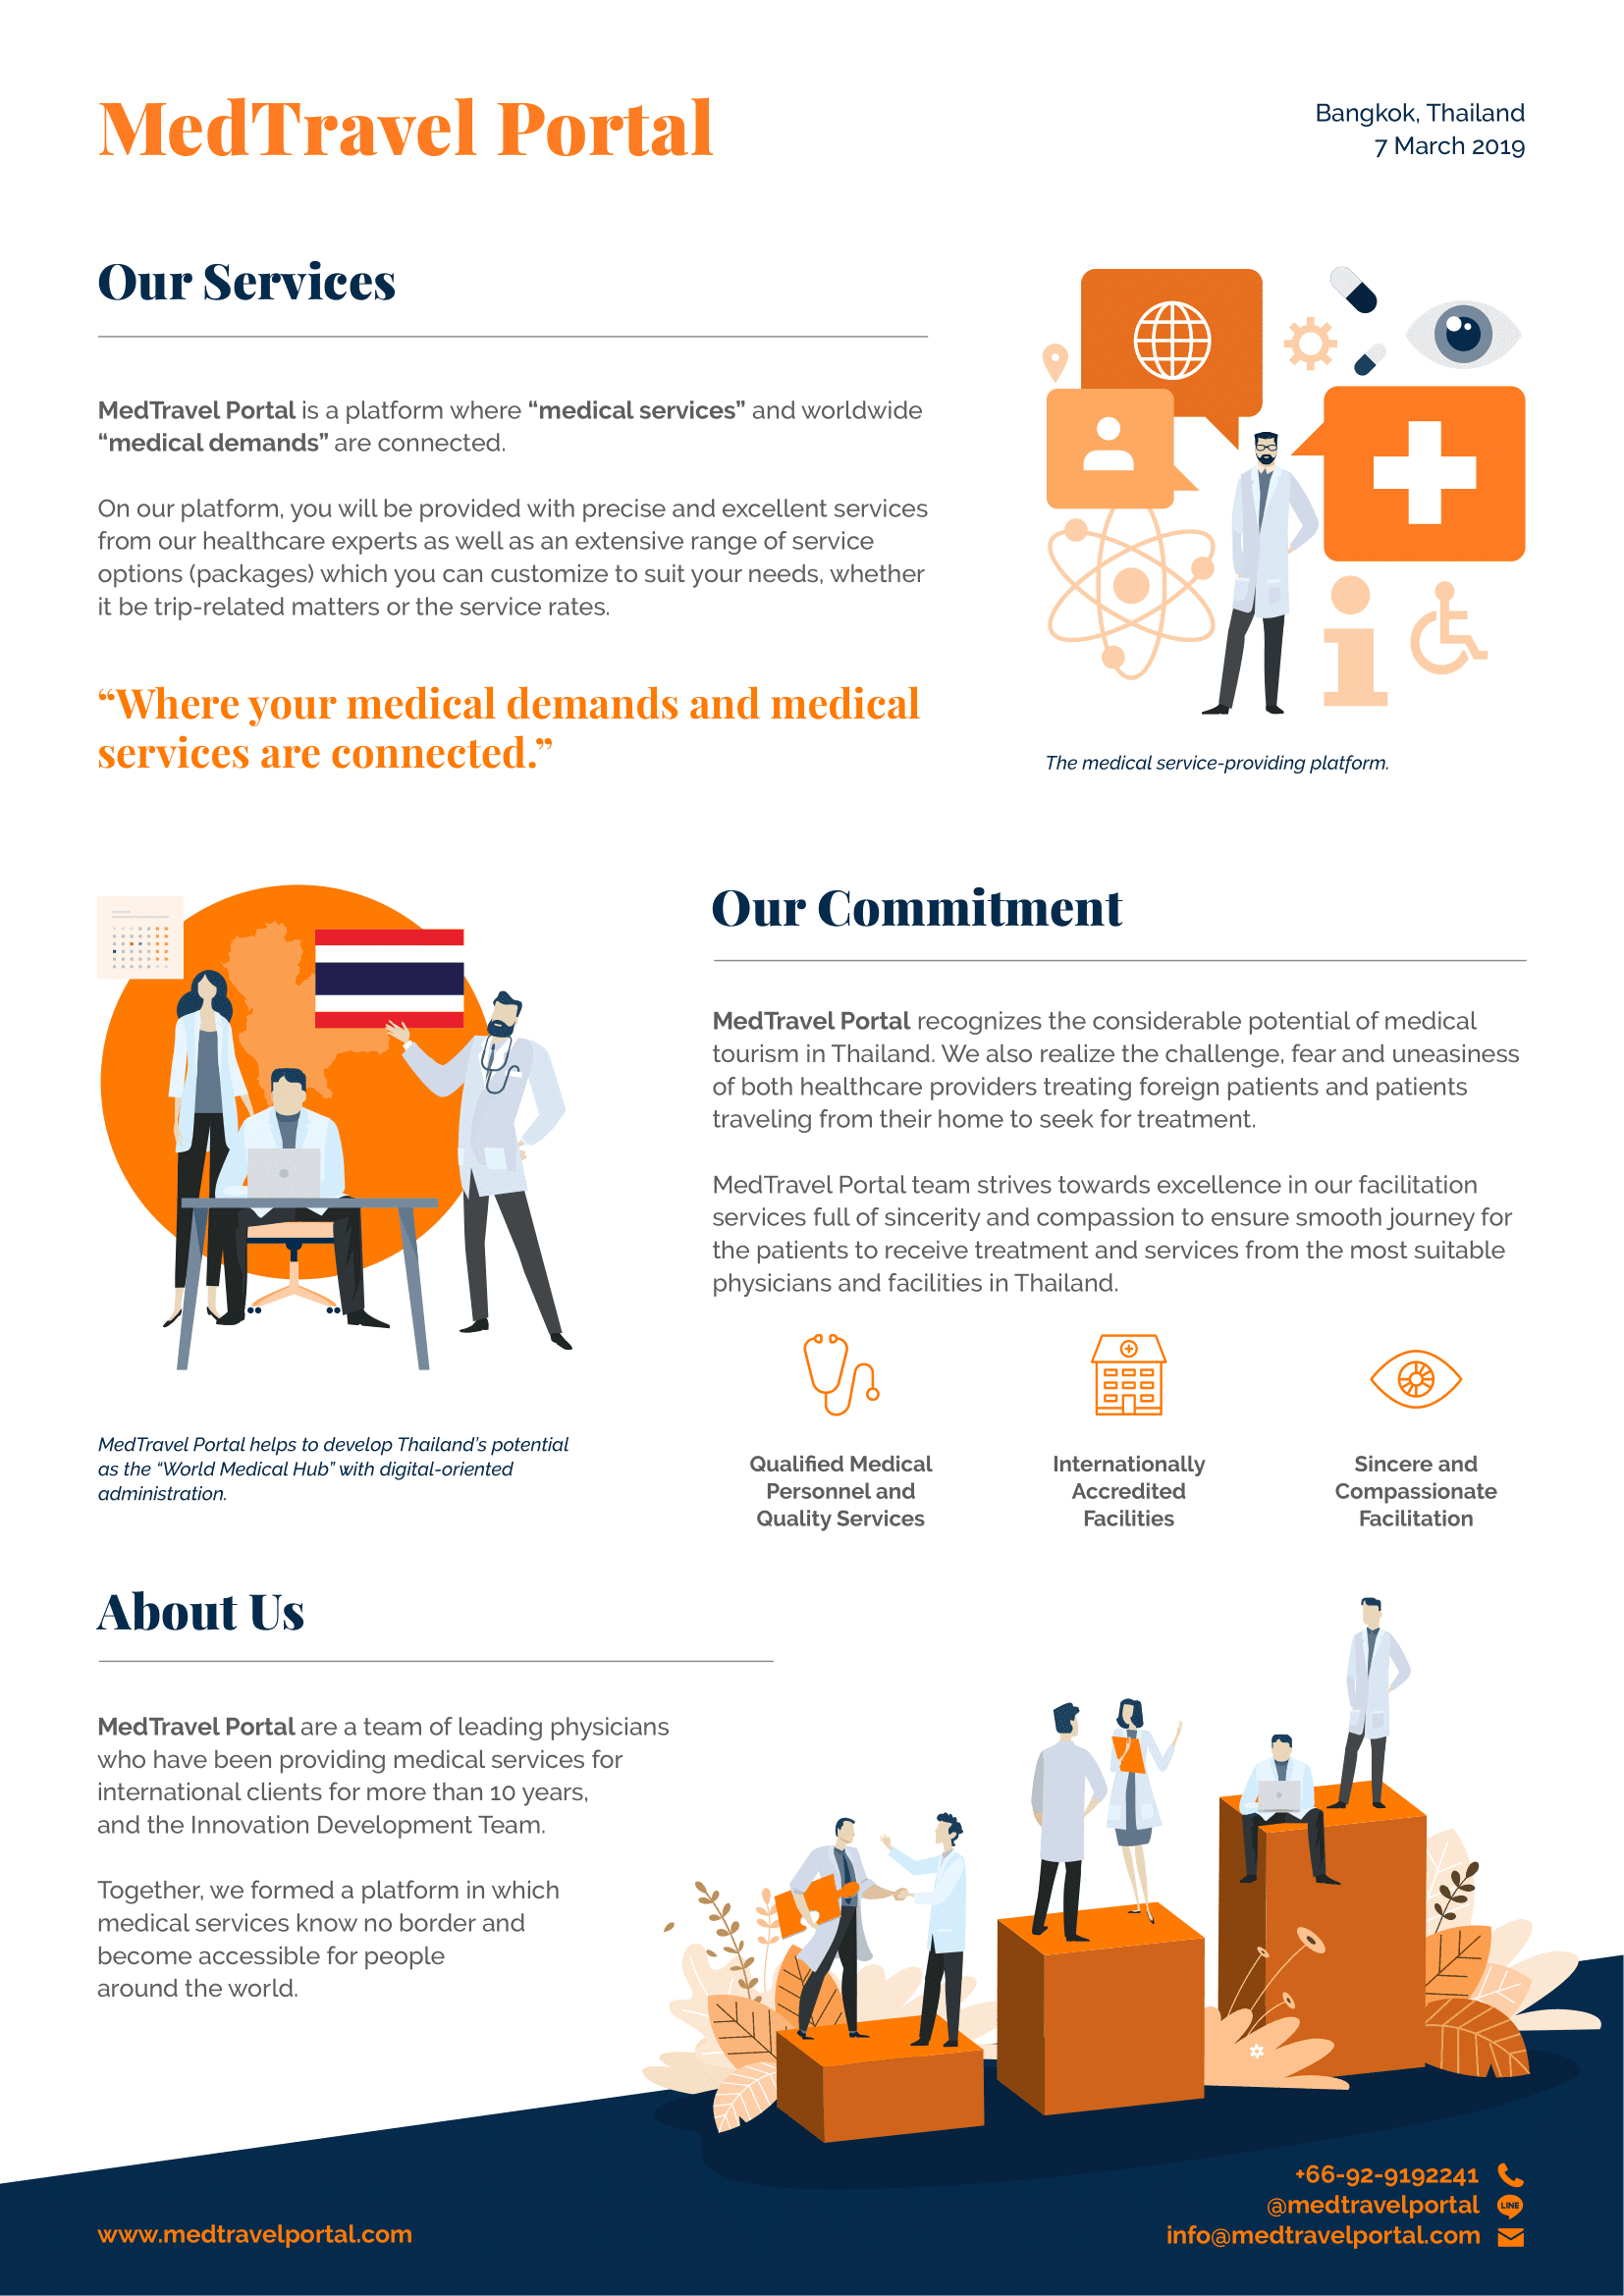 MedTravel Portal
Bangkok, Thailand
7 March 2019
Our Services
MedTravel Portal is a platform where “medical services” and worldwide
“medical demands” are connected.
On our platform, you will be provided with precise and excellent services
from our healthcare experts as well as an extensive range of service
options (packages) which you can customize to suit your needs, whether
it be trip-related matters or the service rates.
“Where your medical demands and medical
services are connected.”
The medical service-providing platform.
Our Commitment
MedTravel Portal recognizes the considerable potential of medical
tourism in Thailand. We also realize the challenge, fear and uneasiness
of both healthcare providers treating foreign patients and patients
traveling from their home to seek for treatment.
MedTravel Portal team strives towards excellence in our facilitation
services full of sincerity and compassion to ensure smooth journey for
the patients to receive treatment and services from the most suitable
physicians and facilities in Thailand.
MedTravel Portal helps to develop Thailand’s potential
as the “World Medical Hub” with digital-oriented
administration.
Qualified Medical
Personnel and
Quality Services
Internationally
Accredited
Facilities
Sincere and
Compassionate
Facilitation
About Us
MedTravel Portal are a team of leading physicians
who have been providing medical services for
international clients for more than 10 years,
and the Innovation Development Team.
Together, we formed a platform in which
medical services know no border and
become accessible for people
around the world.
+66-92-9192241
@medtravelportal LINE
info@medtravelportal.com
www.medtravelportal.com